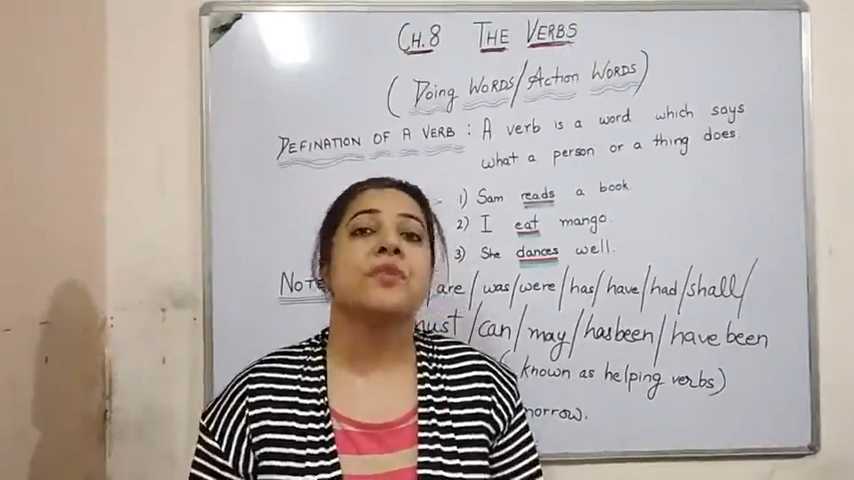 CH. 8 THE VERBS
(DOING WORDS/ACTION WORDS)
DEFINATION OF A VERB : A verb is a word which says
what a person or a thing does.
1) Sam reads a book.
2) I eat mango.
3) She dances well.
NOTE are/was/were/has/have/had/shall/
must/can/may/hasbeen/have been
(known as helping verbs)